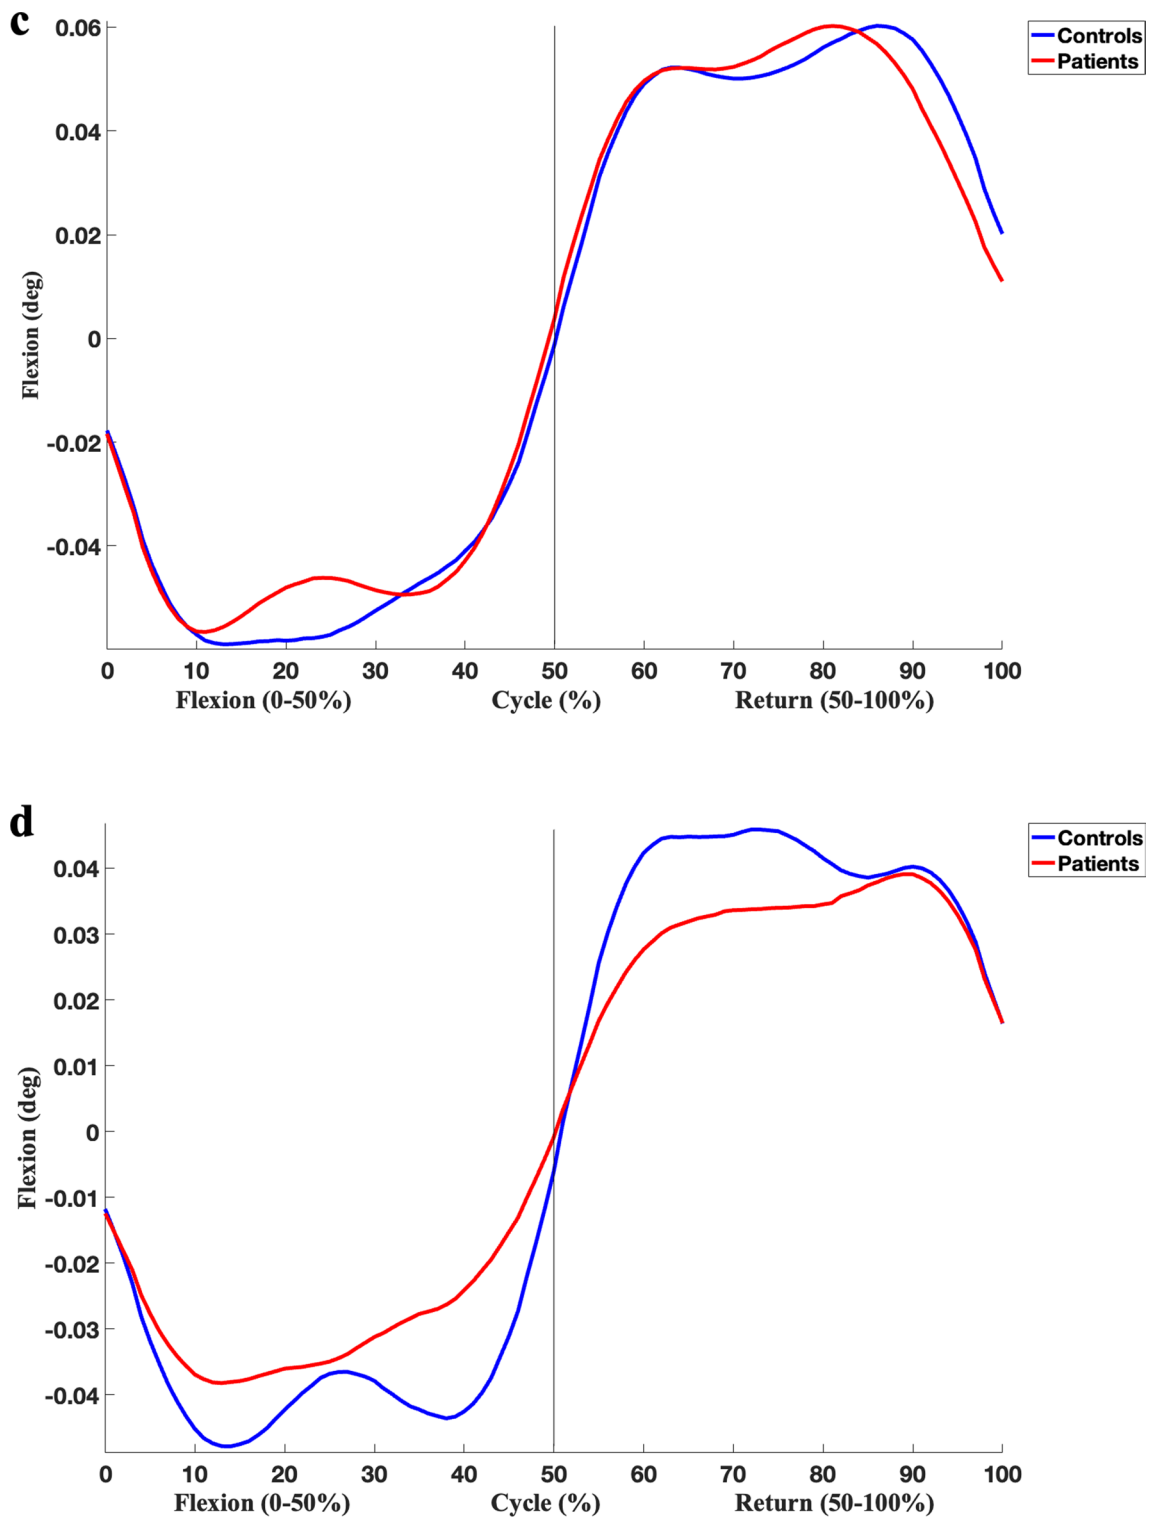 c
Controls
Patients
0.06
0.04
0.02
0
-0.02
-0.04
Flexion (deg)
0 10 20 30 40 50 60 70 80 90 100
Flexion (0-50%) Cycle (%) Return (50-100%)
d
Controls
Patients
0.04
0.03
0.02
0.01
0
-0.01
-0.02
-0.03
-0.04
Flexion (deg)
0 10 20 30 40 50 60 70 80 90 100
Flexion (0-50%) Cycle (%) Return (50-100%)